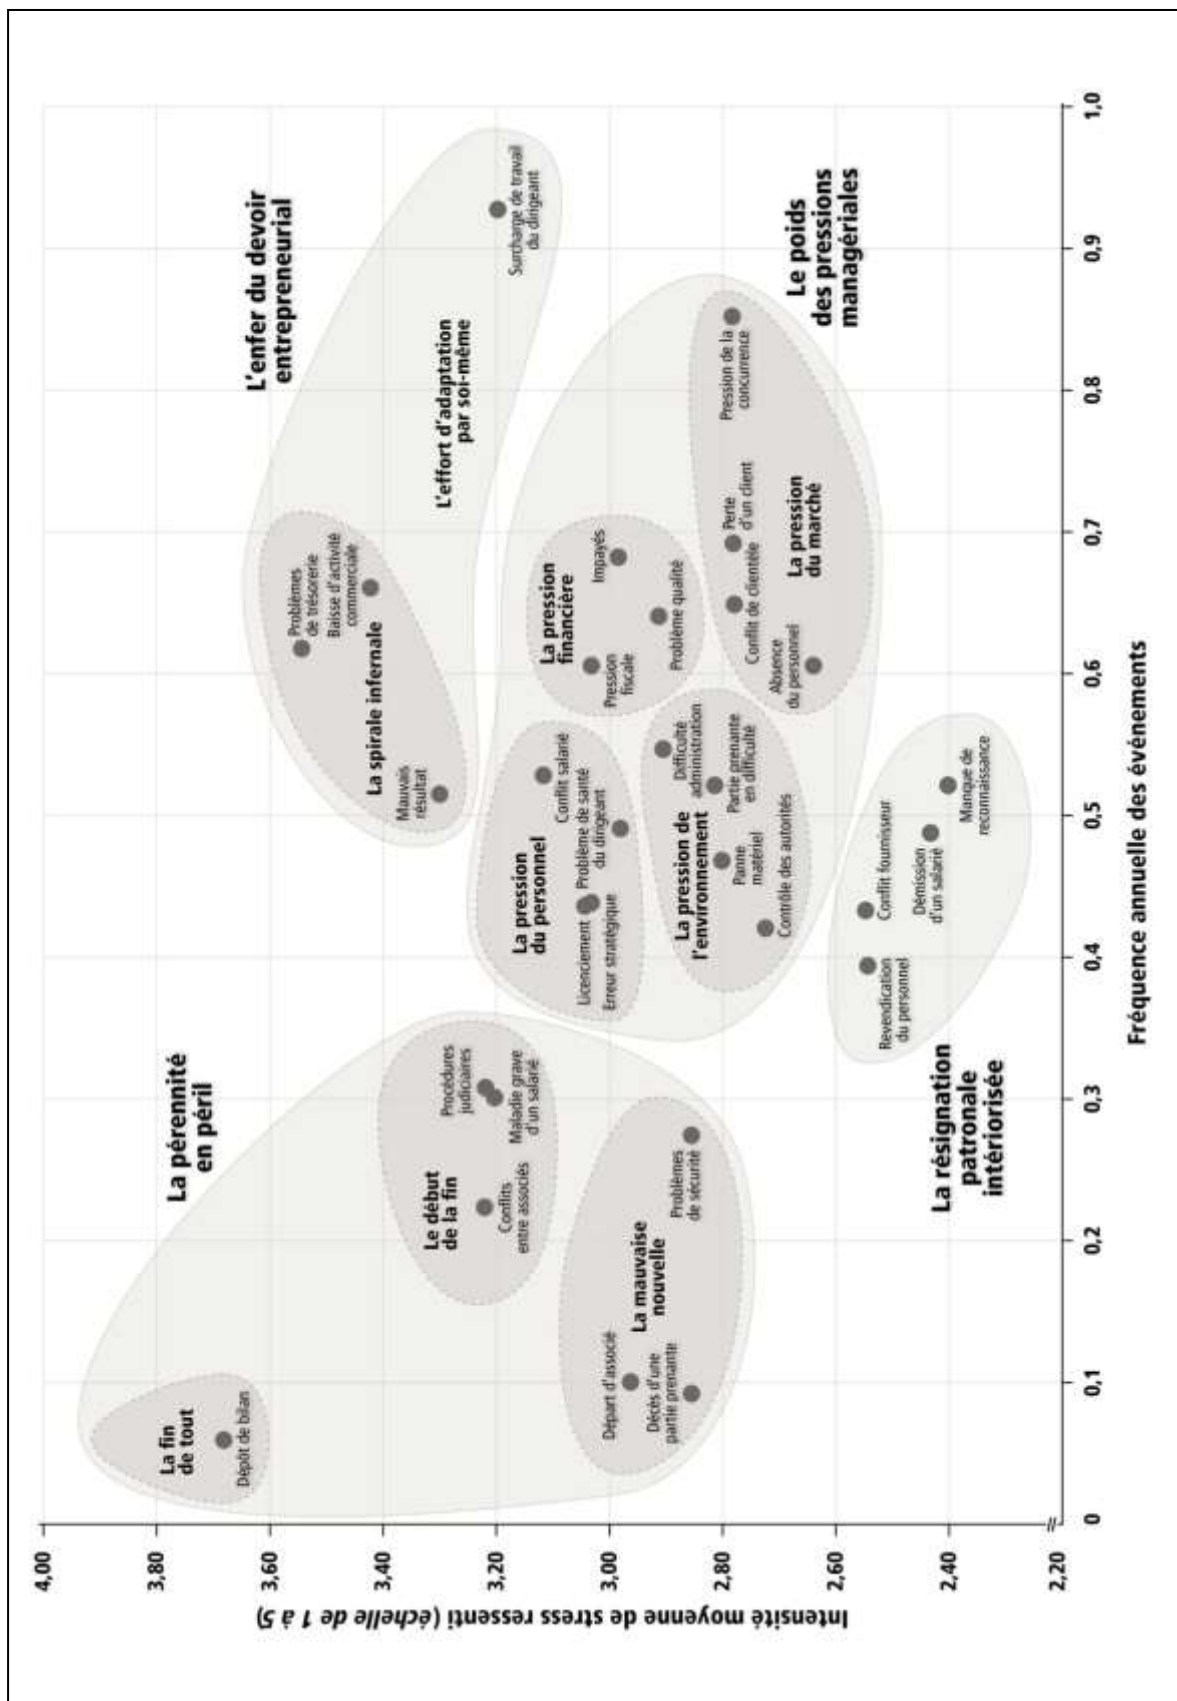 4,00
3,80
3,60
3,40
3,20
3,00
2,80
2,60
2,40
2,20
Intensité moyenne de stress ressenti (échelle de 1 à 5)
La pérennité
en péril
La fin
de tout
Dépôt de bilan
Le début
de la fin
Procédures
judiciaires
Maladie grave
d'un salarié
Conflits
entre associés
La mauvaise
nouvelle
Départ d'associé
Décès d'une
partie prenante
Problèmes
de sécurité
L'enfer du devoir
entrepreneurial
La spirale infernale
Problèmes
de trésorerie
Baisse d'activité
commerciale
Mauvais
résultat
L'effort d'adaptation
par soi-même
Surcharge de travail
du dirigeant
Le poids
des pressions
managériales
La pression
du personnel
Conflit salarié
Problème de santé
du dirigeant
Licenciement
Erreur stratégique
La pression
financière
Impayés
Pression
fiscale
Problème qualité
La pression de
l'environnement
Difficulté
administration
Partie prenante
en difficulté
Panne
matériel
Contrôle des autorités
La pression
du marché
Pression de la
concurrence
Perte
d'un client
Conflit de clientèle
Absence
du personnel
La résignation
patronale
intériorisée
Conflit fournisseur
Revendication
du personnel
Démission
d'un salarié
Manque de
reconnaissance
0
0,1
0,2
0,3
0,4
0,5
0,6
0,7
0,8
0,9
1,0
Fréquence annuelle des événements